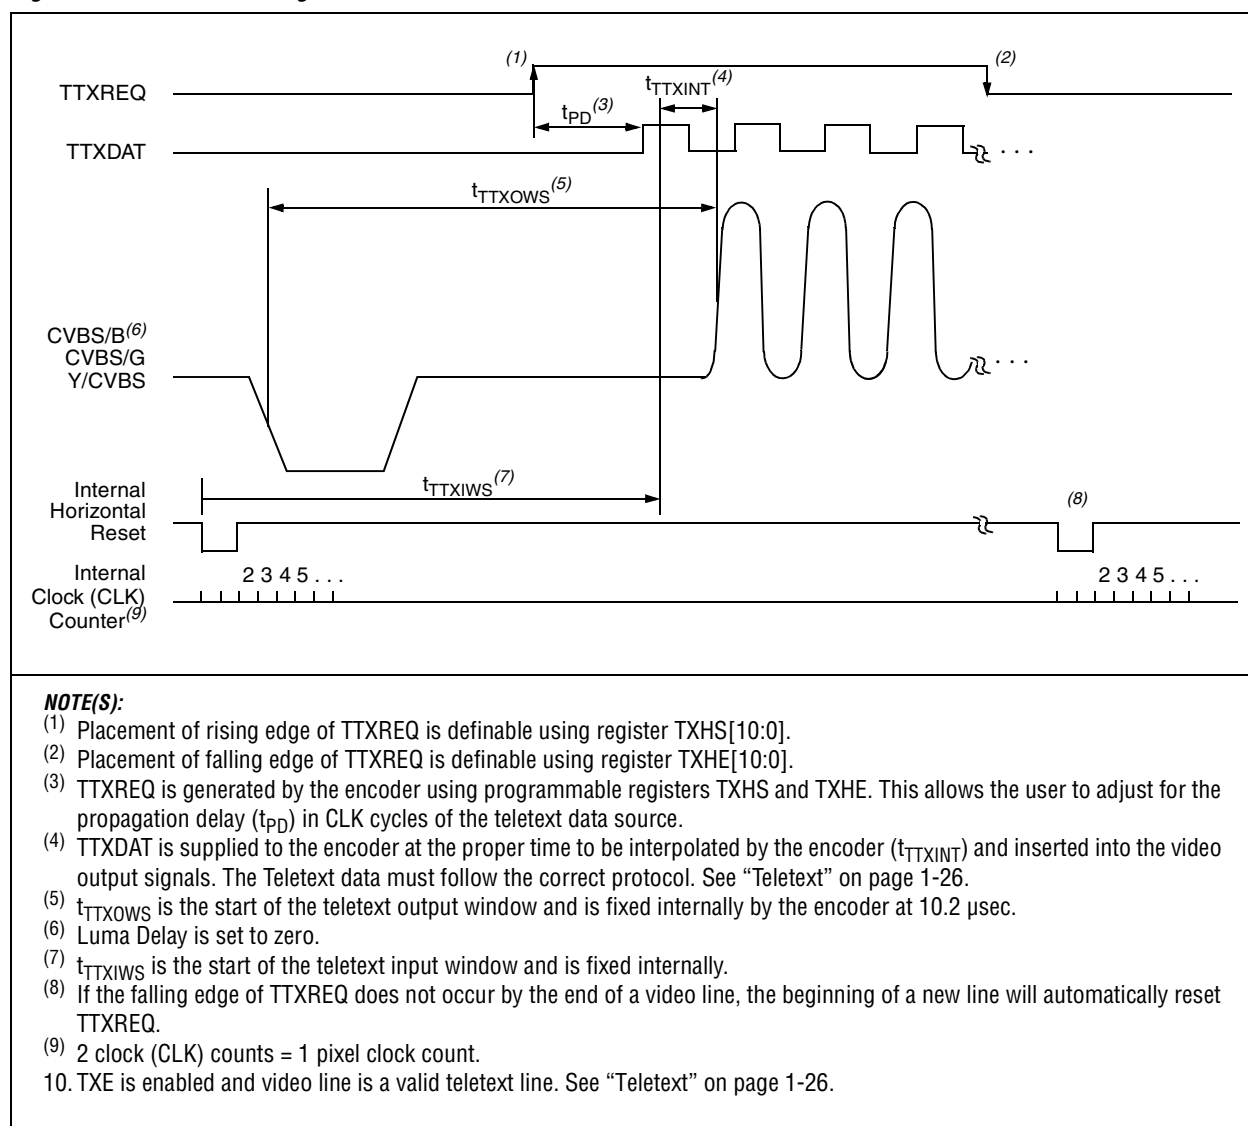 (1)
(2)
TTXREQ
tTTXINT(4)
tPD(3)
TTXDAT
. . .
tTTXOWS(5)
CVBS/B(6)
CVBS/G
Y/CVBS
. . .
tTTXIWS(7)
Internal
Horizontal
Reset
(8)
Internal
Clock (CLK)
Counter(9)
2 3 4 5 . . .
2 3 4 5 . . .
NOTE(S):
(1) Placement of rising edge of TTXREQ is definable using register TXHS[10:0].
(2) Placement of falling edge of TTXREQ is definable using register TXHE[10:0].
(3) TTXREQ is generated by the encoder using programmable registers TXHS and TXHE. This allows the user to adjust for the
propagation delay (tPD) in CLK cycles of the teletext data source.
(4) TTXDAT is supplied to the encoder at the proper time to be interpolated by the encoder (tTTXINT) and inserted into the video
output signals. The Teletext data must follow the correct protocol. See “Teletext” on page 1-26.
(5) tTTXOWS is the start of the teletext output window and is fixed internally by the encoder at 10.2 µsec.
(6) Luma Delay is set to zero.
(7) tTTXIWS is the start of the teletext input window and is fixed internally.
(8) If the falling edge of TTXREQ does not occur by the end of a video line, the beginning of a new line will automatically reset
TTXREQ.
(9) 2 clock (CLK) counts = 1 pixel clock count.
10. TXE is enabled and video line is a valid teletext line. See “Teletext” on page 1-26.